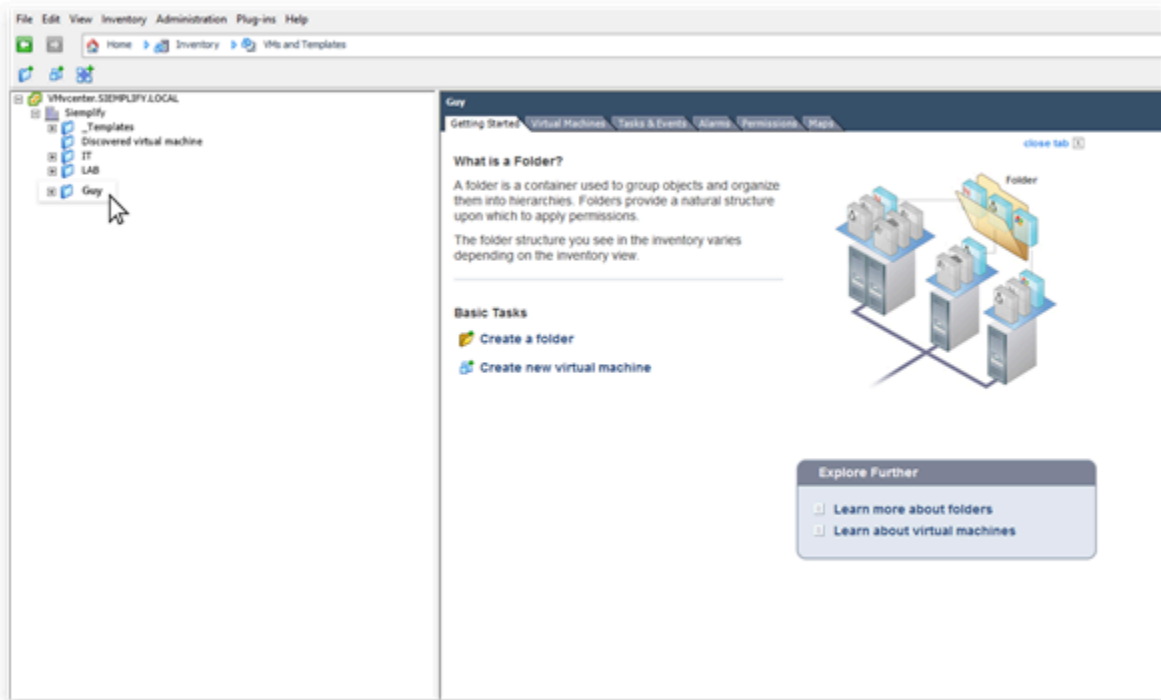 File Edit View Inventory Administration Plug-ins Help
Home Inventory VMs and Templates
VMvcenter.SIEMPLIFY.LOCAL
Siemplify
_Templates
Discovered virtual machine
IT
LAB
Guy
Guy
Getting Started Virtual Machines Tasks & Events Alarms Permissions Maps
close tab
What is a Folder?
A folder is a container used to group objects and organize
them into hierarchies. Folders provide a natural structure
upon which to apply permissions.
The folder structure you see in the inventory varies
depending on the inventory view.
Folder
Basic Tasks
Create a folder
Create new virtual machine
Explore Further
Learn more about folders
Learn about virtual machines